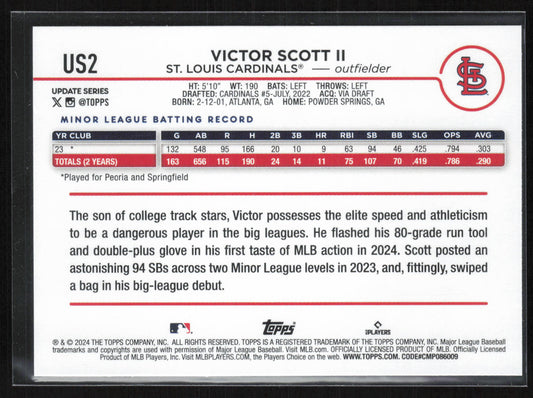 US2
VICTOR SCOTT II
ST. LOUIS CARDINALS® — outfielder
UPDATE SERIES
@TOPPS
HT: 5'10" WT: 190 BATS: LEFT THROWS: LEFT
DRAFTED: CARDINALS #5-JULY, 2022 ACQ: VIA DRAFT
BORN: 2-12-01, ATLANTA, GA HOME: POWDER SPRINGS, GA
MINOR LEAGUE BATTING RECORD
YR CLUB G AB R H 2B 3B HR RBI SB BB SLG OPS AVG
23 * 132 548 95 166 20 10 9 63 94 46 .425 .794 .303
TOTALS (2 YEARS) 163 656 115 190 24 14 11 75 107 70 .419 .786 .290
*Played for Peoria and Springfield
The son of college track stars, Victor possesses the elite speed and athleticism
to be a dangerous player in the big leagues. He flashed his 80-grade run tool
and double-plus glove in his first taste of MLB action in 2024. Scott posted an
astonishing 94 SBs across two Minor League levels in 2023, and, fittingly, swiped
a bag in his big-league debut.
topps
PLAYERS
® & © 2024 THE TOPPS COMPANY, INC. ALL RIGHTS RESERVED. TOPPS IS A REGISTERED TRADEMARK OF THE TOPPS COMPANY, INC. Major League Baseball
trademarks and copyrights are used with permission of Major League Baseball. Visit MLB.com. OFFICIALLY LICENSED PRODUCT OF MLB PLAYERS, INC. Officially Licensed
Product of MLB Players, Inc. Visit MLBPLAYERS.COM, the Players Choice on the web. WWW.TOPPS.COM. CODE#CMP086009